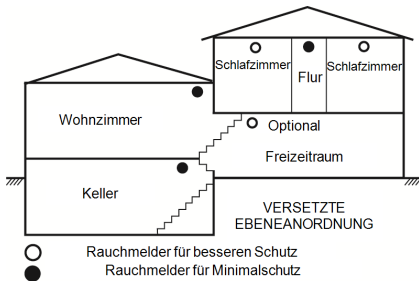 Schlafzimmer
Flur
Schlafzimmer
Wohnzimmer
Optional
Freizeitraum
Keller
VERSETZTE
EBENEANORDNUNG
Rauchmelder für besseren Schutz
Rauchmelder für Minimalschutz